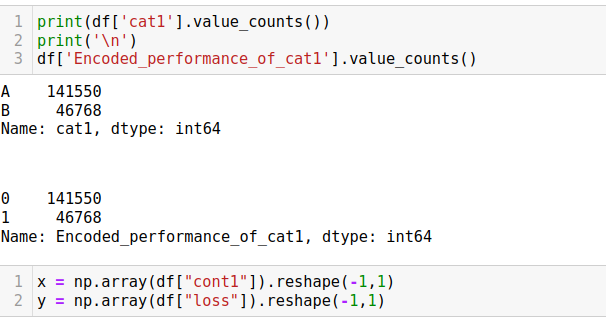 1 print(df['cat1'].value_counts())
2 print('\n')
3 df['Encoded_performance_of_cat1'].value_counts()
A    141550
B     46768
Name: cat1, dtype: int64
0    141550
1     46768
Name: Encoded_performance_of_cat1, dtype: int64
1 x = np.array(df["cont1"]).reshape(-1,1)
2 y = np.array(df["loss"]).reshape(-1,1)